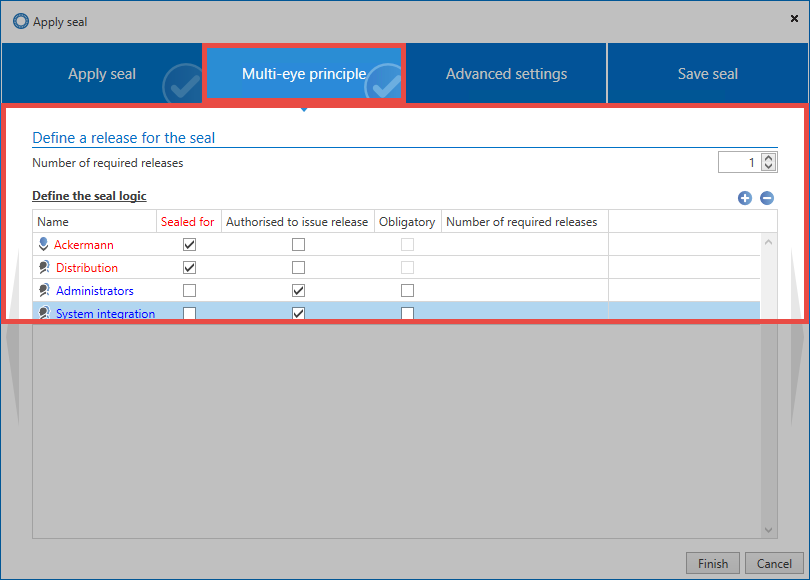 Apply seal
Apply seal Multi-eye principle Advanced settings Save seal
Define a release for the seal
Number of required releases 1
Define the seal logic
Name Sealed for Authorised to issue release Obligatory Number of required releases
Ackermann
Distribution
Administrators
System integration
Finish Cancel